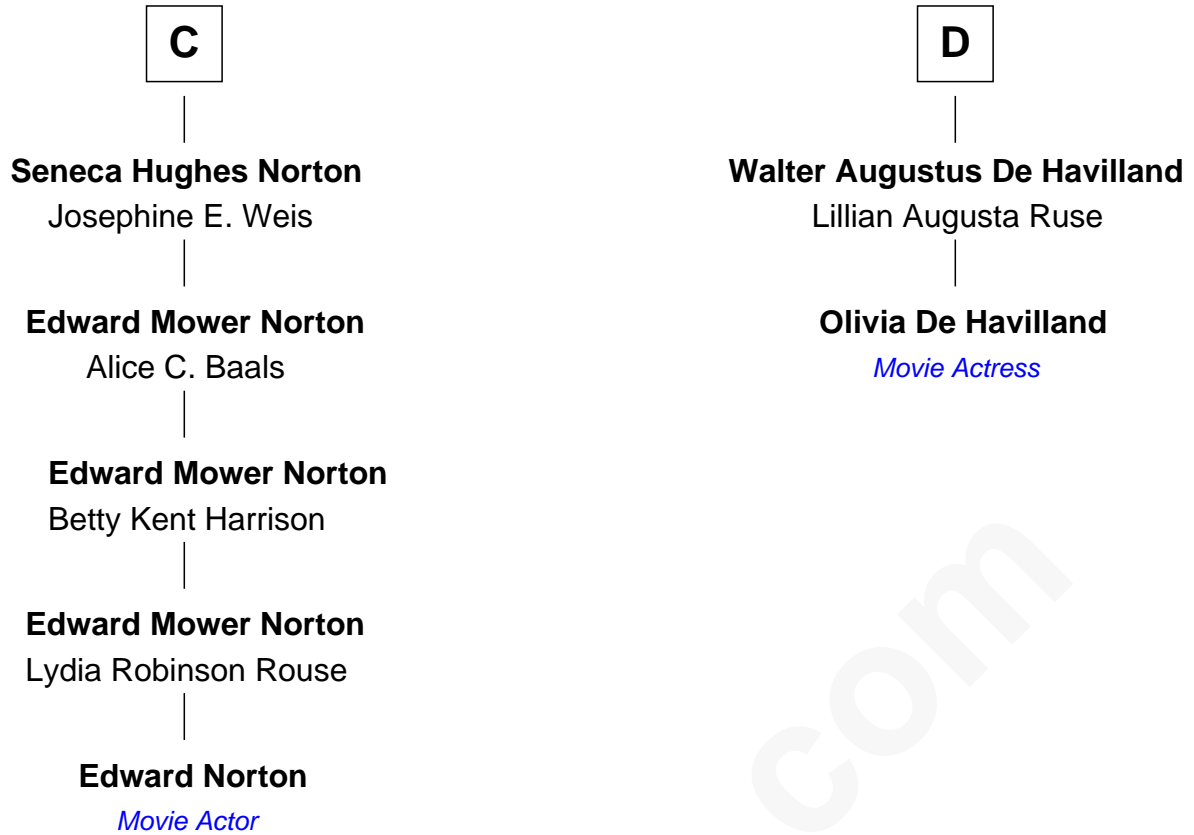 C
Seneca Hughes Norton
Josephine E. Weis
Edward Mower Norton
Alice C. Baals
Edward Mower Norton
Betty Kent Harrison
Edward Mower Norton
Lydia Robinson Rouse
Edward Norton
Movie Actor
D
Walter Augustus De Havilland
Lillian Augusta Ruse
Olivia De Havilland
Movie Actress
com